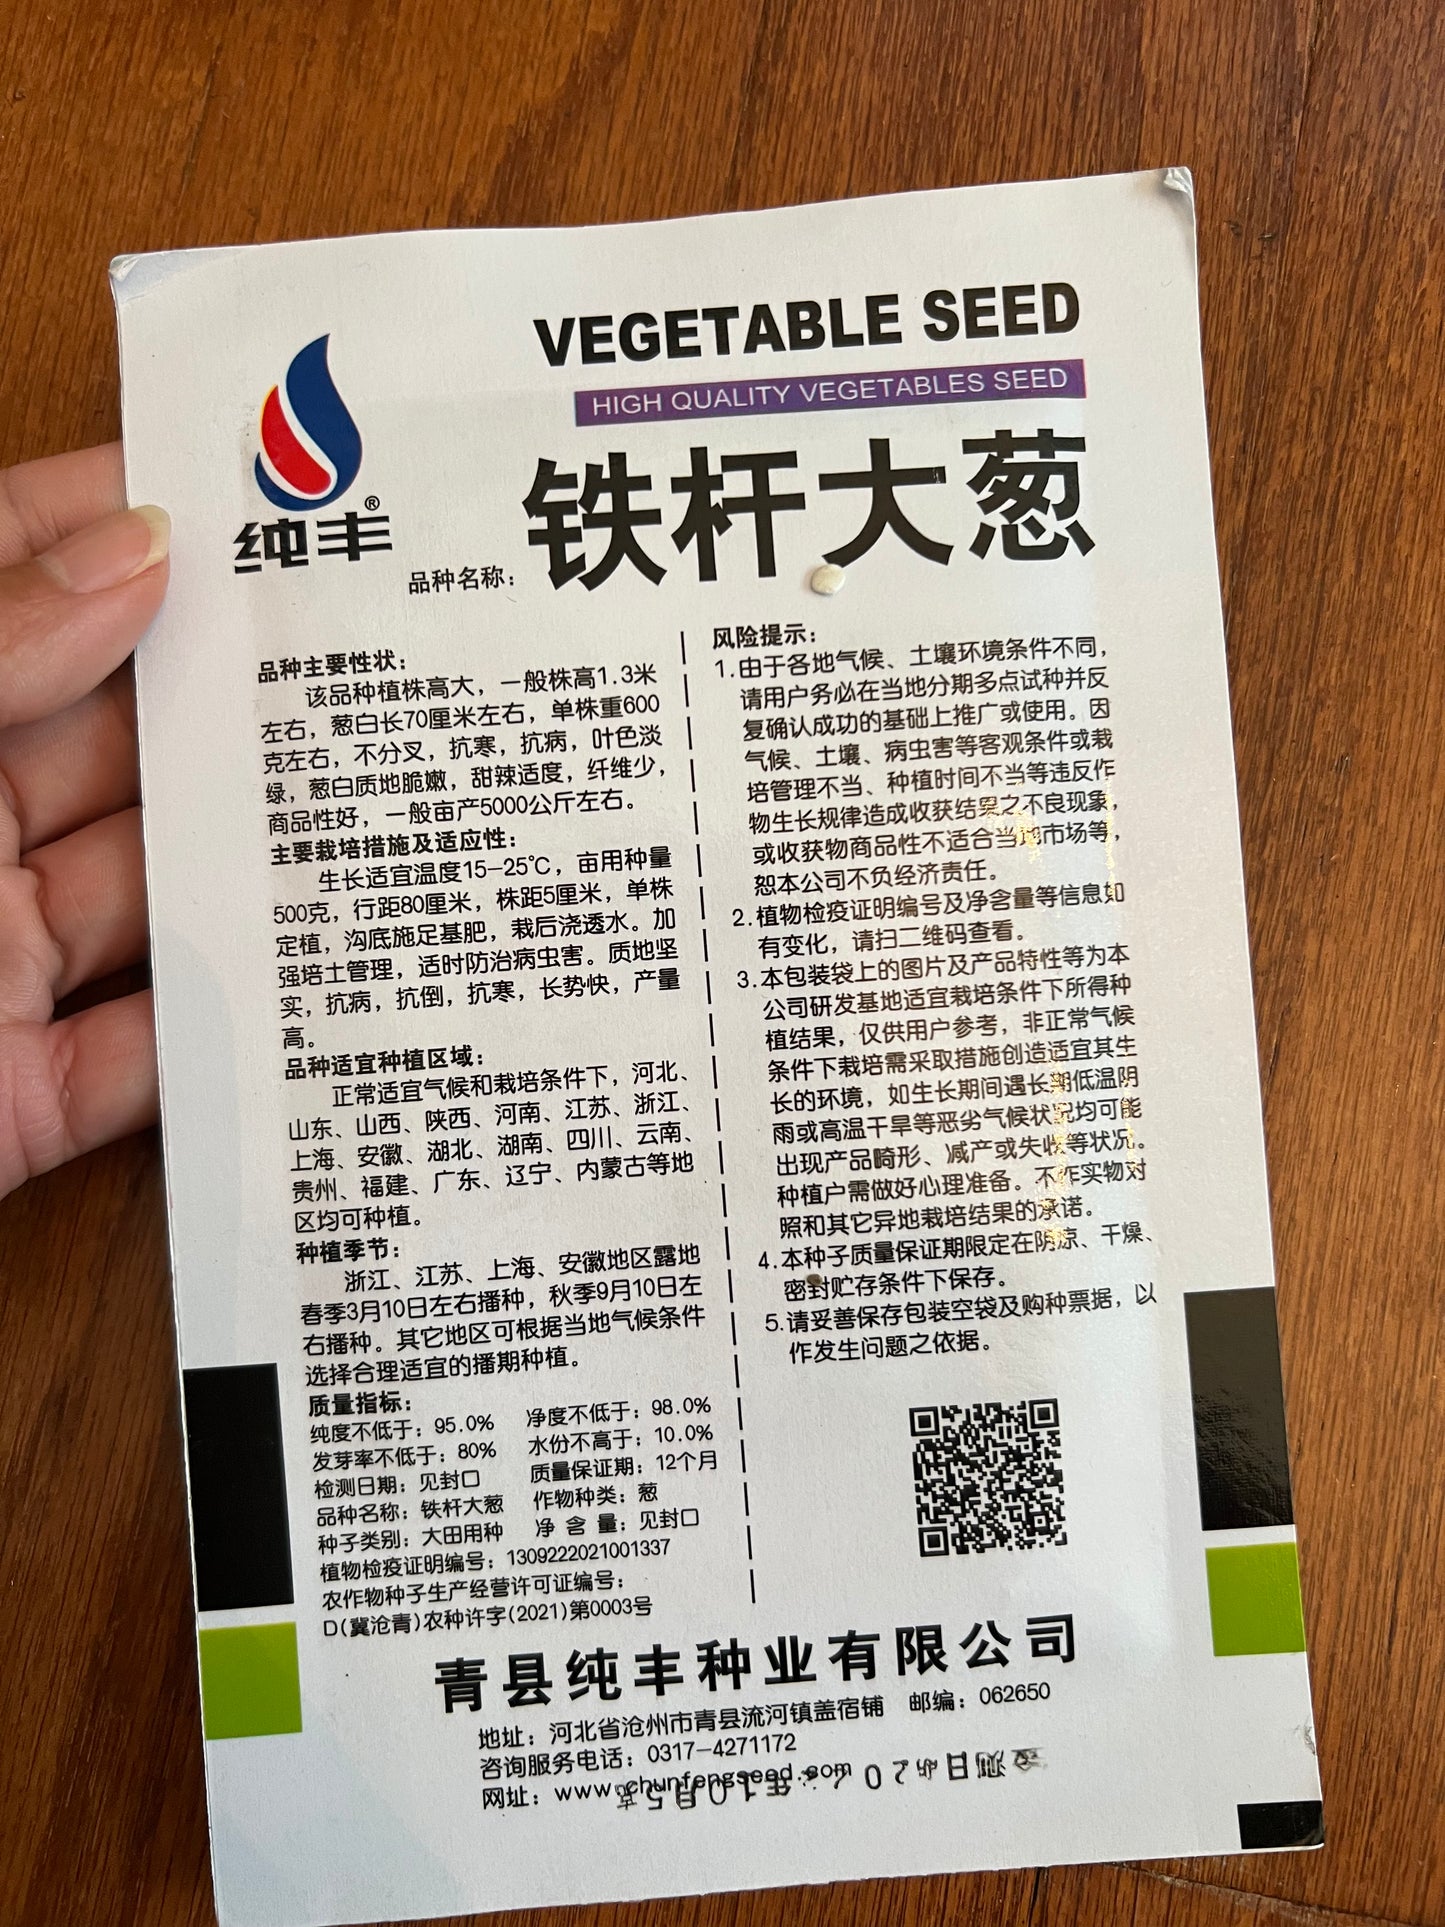 VEGETABLE SEED
HIGH QUALITY VEGETABLES SEED
纯丰®
品种名称：铁杆大葱
品种主要性状：
该品种植株高大，一般株高1.3米
左右，葱白长70厘米左右，单株重600
克左右，不分叉，抗寒，抗病，叶色淡
绿，葱白质地脆嫩，甜辣适度，纤维少，
商品性好，一般亩产5000公斤左右。
主要栽培措施及适应性：
生长适宜温度15-25℃，亩用种量
500克，行距80厘米，株距5厘米，单株
定植，沟底施足基肥，栽后浇透水。加
强培土管理，适时防治病虫害。质地坚
实，抗病，抗倒，抗寒，长势快，产量
高。
品种适宜种植区域：
正常适宜气候和栽培条件下，河北、
山东、山西、陕西、河南、江苏、浙江、
上海、安徽、湖北、湖南、四川、云南、
贵州、福建、广东、辽宁、内蒙古等地
区均可种植。
种植季节：
浙江、江苏、上海、安徽地区露地
春季3月10日左右播种，秋季9月10日左
右播种。其它地区可根据当地气候条件
选择合理适宜的播期种植。
质量指标：
纯度不低于：95.0% 净度不低于：98.0%
发芽率不低于：80% 水份不高于：10.0%
检测日期：见封口 质量保证期：12个月
品种名称：铁杆大葱 作物种类：葱
种子类别：大田用种 净 含 量：见封口
植物检疫证明编号：1309222021001337
农作物种子生产经营许可证编号：
D(冀沧青)农种许字(2021)第0003号
风险提示：
1.由于各地气候、土壤环境条件不同，
请用户务必在当地分期多点试种并反
复确认成功的基础上推广或使用。因
气候、土壤、病虫害等客观条件或栽
培管理不当、种植时间不当等违反作
物生长规律造成收获结果之不良现象，
或收获物商品性不适合当地市场等，
恕本公司不负经济责任。
2.植物检疫证明编号及净含量等信息如
有变化，请扫二维码查看。
3.本包装袋上的图片及产品特性等为本
公司研发基地适宜栽培条件下所得种
植结果，仅供用户参考，非正常气候
条件下栽培需采取措施创造适宜其生
长的环境，如生长期间遇长期低温阴
雨或高温干旱等恶劣气候状况均可能
出现产品畸形、减产或失收等状况。
种植户需做好心理准备。不作实物对
照和其它异地栽培结果的承诺。
4.本种子质量保证期限定在阴凉、干燥、
密封贮存条件下保存。
5.请妥善保存包装空袋及购种票据，以
作发生问题之依据。
青县纯丰种业有限公司
地址：河北省沧州市青县流河镇盖宿铺 邮编：062650
咨询服务电话：0317-4271172
网址：www.chunfengseed.com